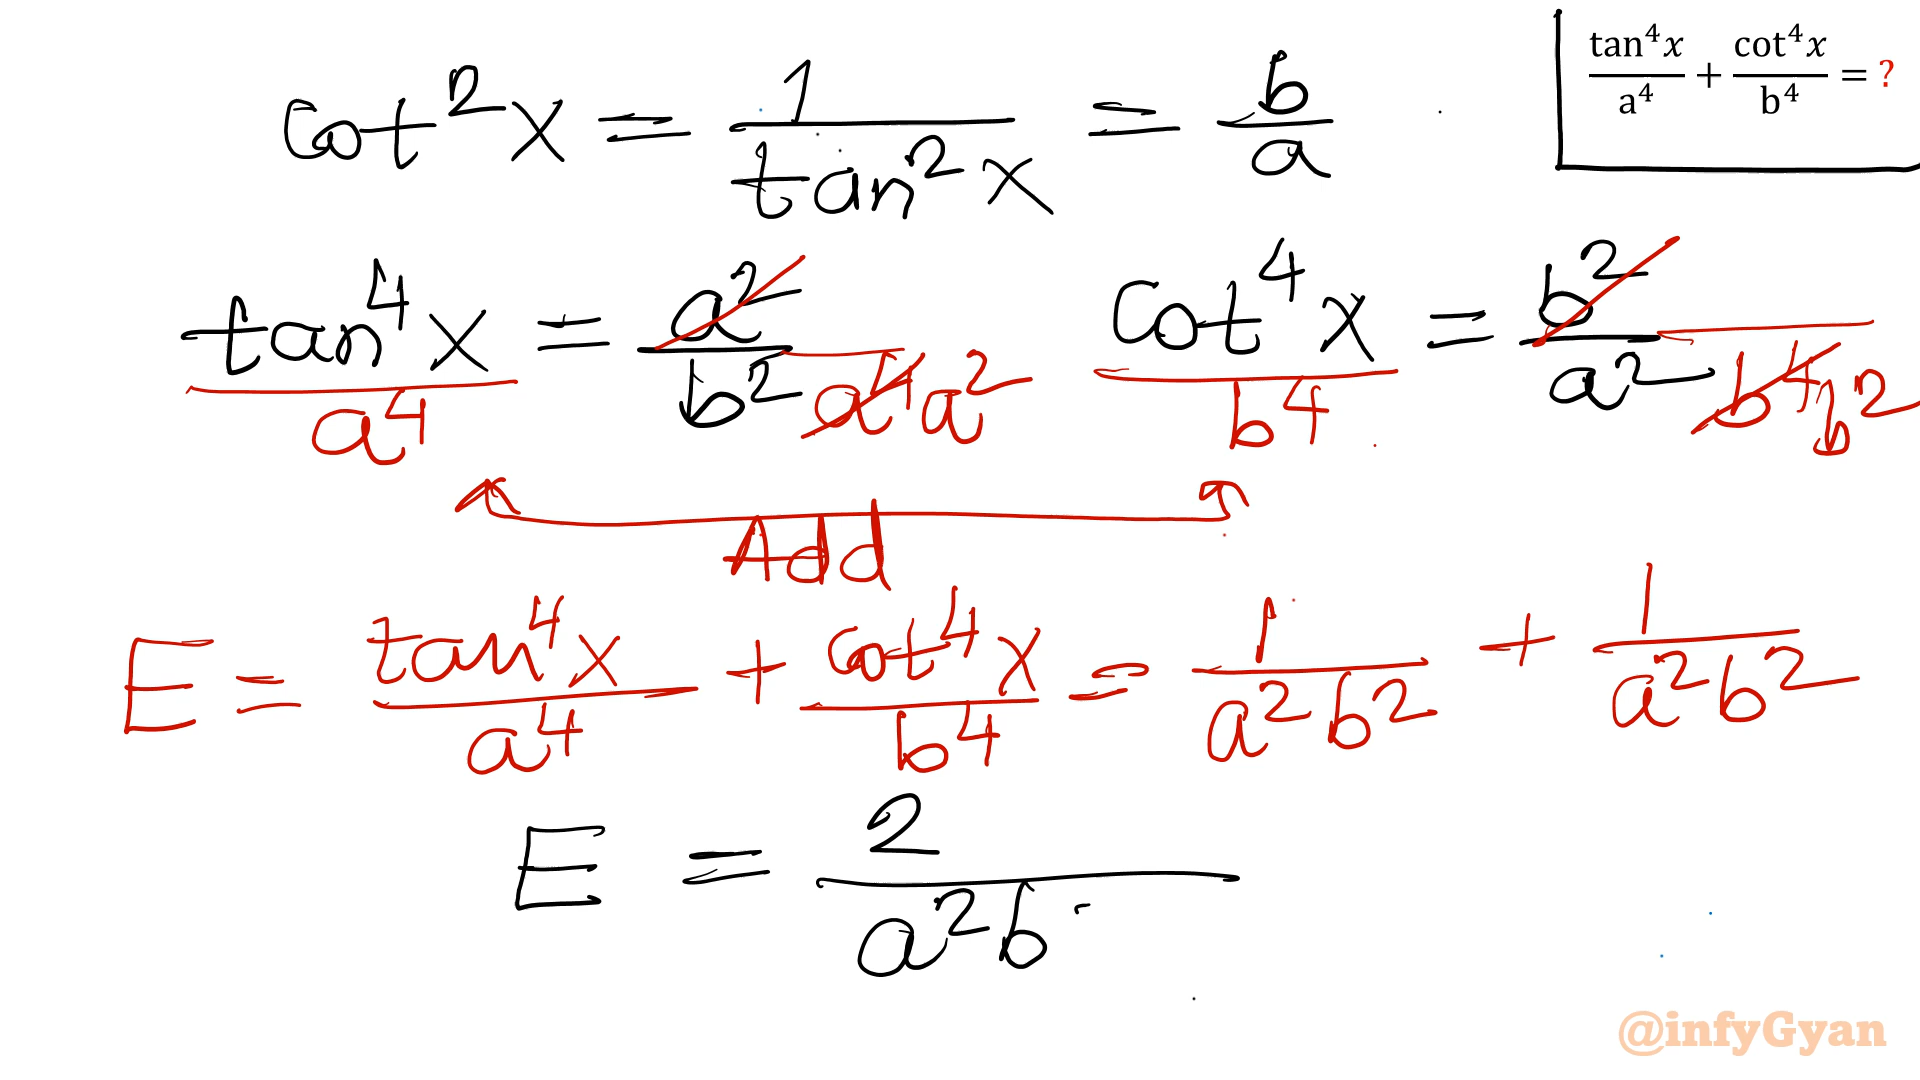 tan⁴x/a⁴ + cot⁴x/b⁴ = ?
cot²x = 1/tan²x = b/a
tan⁴x/a⁴ = a²/b² a⁴ a² cot⁴x/b⁴ = b²/a² b⁴ b²
Add
E = tan⁴x/a⁴ + cot⁴x/b⁴ = 1/a²b² + 1/a²b²
E = 2/a²b
@infyGyan